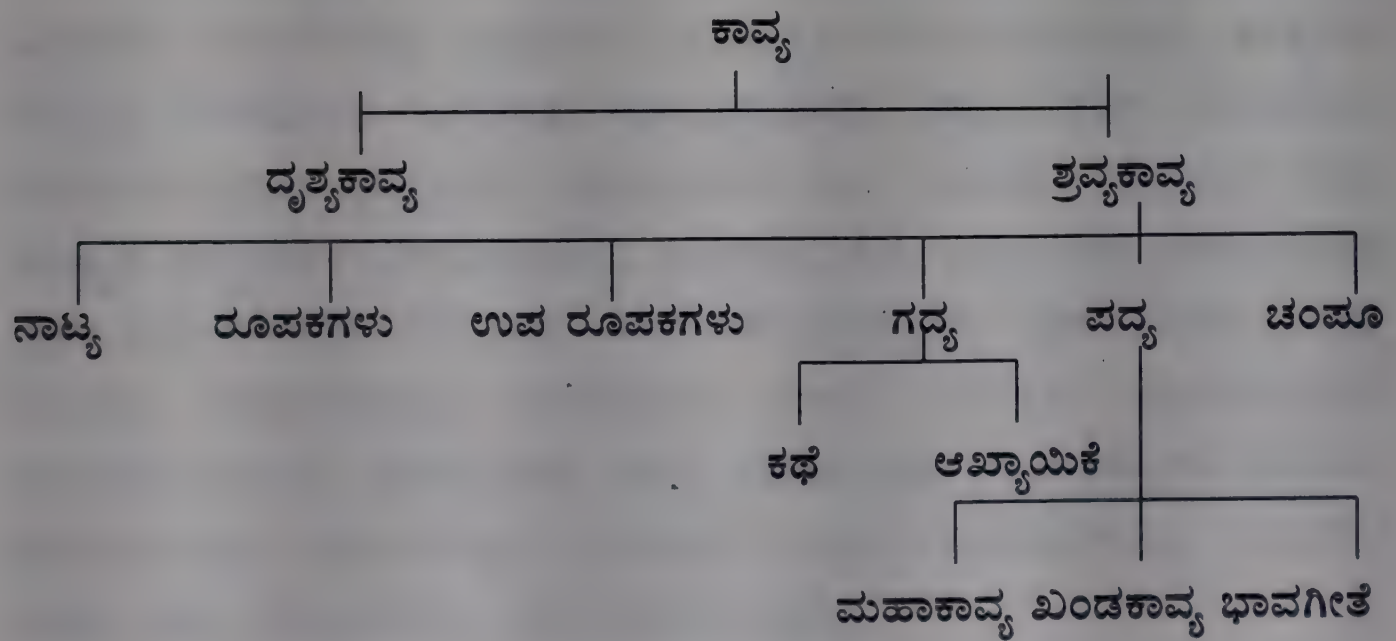 ಕಾವ್ಯ
ದೃಶ್ಯಕಾವ್ಯ ಶ್ರವ್ಯಕಾವ್ಯ
ನಾಟ್ಯ ರೂಪಕಗಳು ಉಪ ರೂಪಕಗಳು ಗದ್ಯ ಪದ್ಯ ಚಂಪೂ
ಕಥೆ ಆಖ್ಯಾಯಿಕೆ
ಮಹಾಕಾವ್ಯ ಖಂಡಕಾವ್ಯ ಭಾವಗೀತೆ